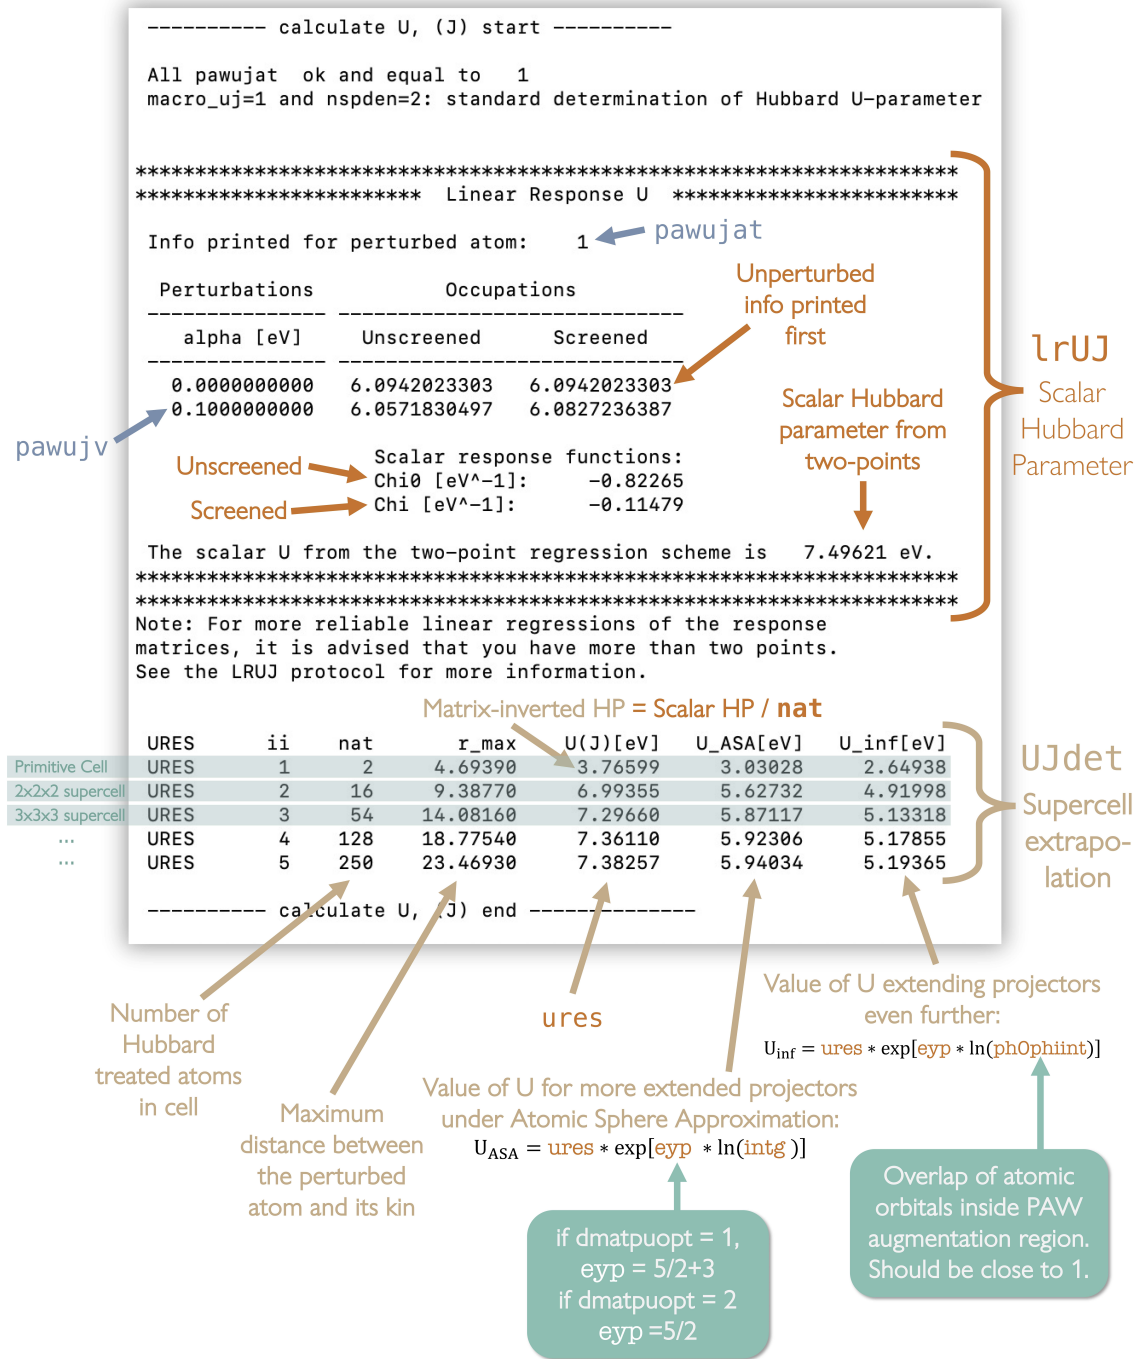 ---------- calculate U, (J) start ----------
All pawujat  ok and equal to   1
macro_uj=1 and nspden=2: standard determination of Hubbard U-parameter
*********************************************************************
************************  Linear Response U  ************************
Info printed for perturbed atom:    1
pawujat
Perturbations           Occupations
--------------- -----------------------------
alpha [eV]     Unscreened      Screened
--------------- -----------------------------
0.0000000000   6.0942023303   6.0942023303
0.1000000000   6.0571830497   6.0827236387
Unperturbed
info printed
first
pawujv
Scalar Hubbard
parameter from
two-points
Scalar response functions:
Unscreened
Chi0 [eV^-1]:     -0.82265
Screened
Chi [eV^-1]:      -0.11479
The scalar U from the two-point regression scheme is   7.49621 eV.
*********************************************************************
*********************************************************************
lrUJ
Scalar
Hubbard
Parameter
Note: For more reliable linear regressions of the response
matrices, it is advised that you have more than two points.
See the LRUJ protocol for more information.
Matrix-inverted HP = Scalar HP / nat
URES      ii    nat       r_max    U(J)[eV]   U_ASA[eV]   U_inf[eV]
Primitive Cell URES       1      2     4.69390     3.76599     3.03028     2.64938
2x2x2 supercell URES       2     16     9.38770     6.99355     5.62732     4.91998
3x3x3 supercell URES       3     54    14.08160     7.29660     5.87117     5.13318
... URES       4    128    18.77540     7.36110     5.92306     5.17855
... URES       5    250    23.46930     7.38257     5.94034     5.19365
UJdet
Supercell
extrapo-
lation
---------- calculate U, (J) end --------------
Number of
Hubbard
treated atoms
in cell
Maximum
distance between
the perturbed
atom and its kin
ures
Value of U extending projectors
even further:
U_inf = ures * exp[eyp * ln(ph0phiint)]
Value of U for more extended projectors
under Atomic Sphere Approximation:
U_ASA = ures * exp[eyp * ln(intg )]
if dmatpuopt = 1,
eyp = 5/2+3
if dmatpuopt = 2
eyp =5/2
Overlap of atomic
orbitals inside PAW
augmentation region.
Should be close to 1.